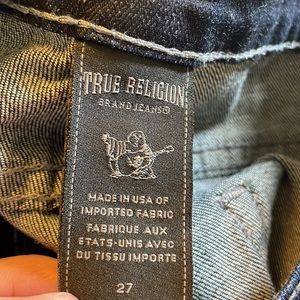 TRUE RELIGION
BRAND JEANS®
MADE IN USA OF
IMPORTED FABRIC
FABRIQUE AUX
ETATS-UNIS AVEC
DU TISSU IMPORTE
27